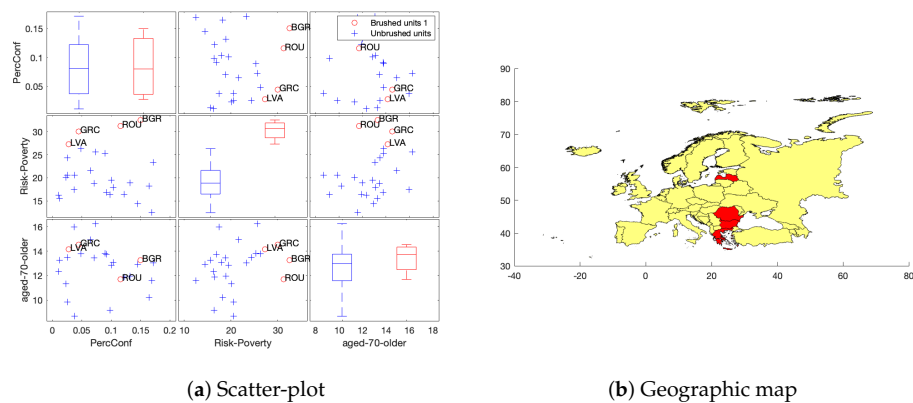 PercConf
0.15
0.1
0.05
BGR
ROU
GRC
LVA
Brushed units 1
Unbrushed units
ROU
GRC
LVA
Risk-Poverty
30
25
20
15
GRC
LVA
ROU
BGR
ROU
BGR
GRC
LVA
aged-70-older
16
14
12
10
GRC
LVA
BGR
ROU
GRC
LVA
BGR
ROU
0 0.05 0.1 0.15 0.2
PercConf
10 20 30
Risk-Poverty
8 10 12 14 16 18
aged-70-older
90
80
70
60
50
40
30
-40 -20 0 20 40 60 80
(a) Scatter-plot
(b) Geographic map